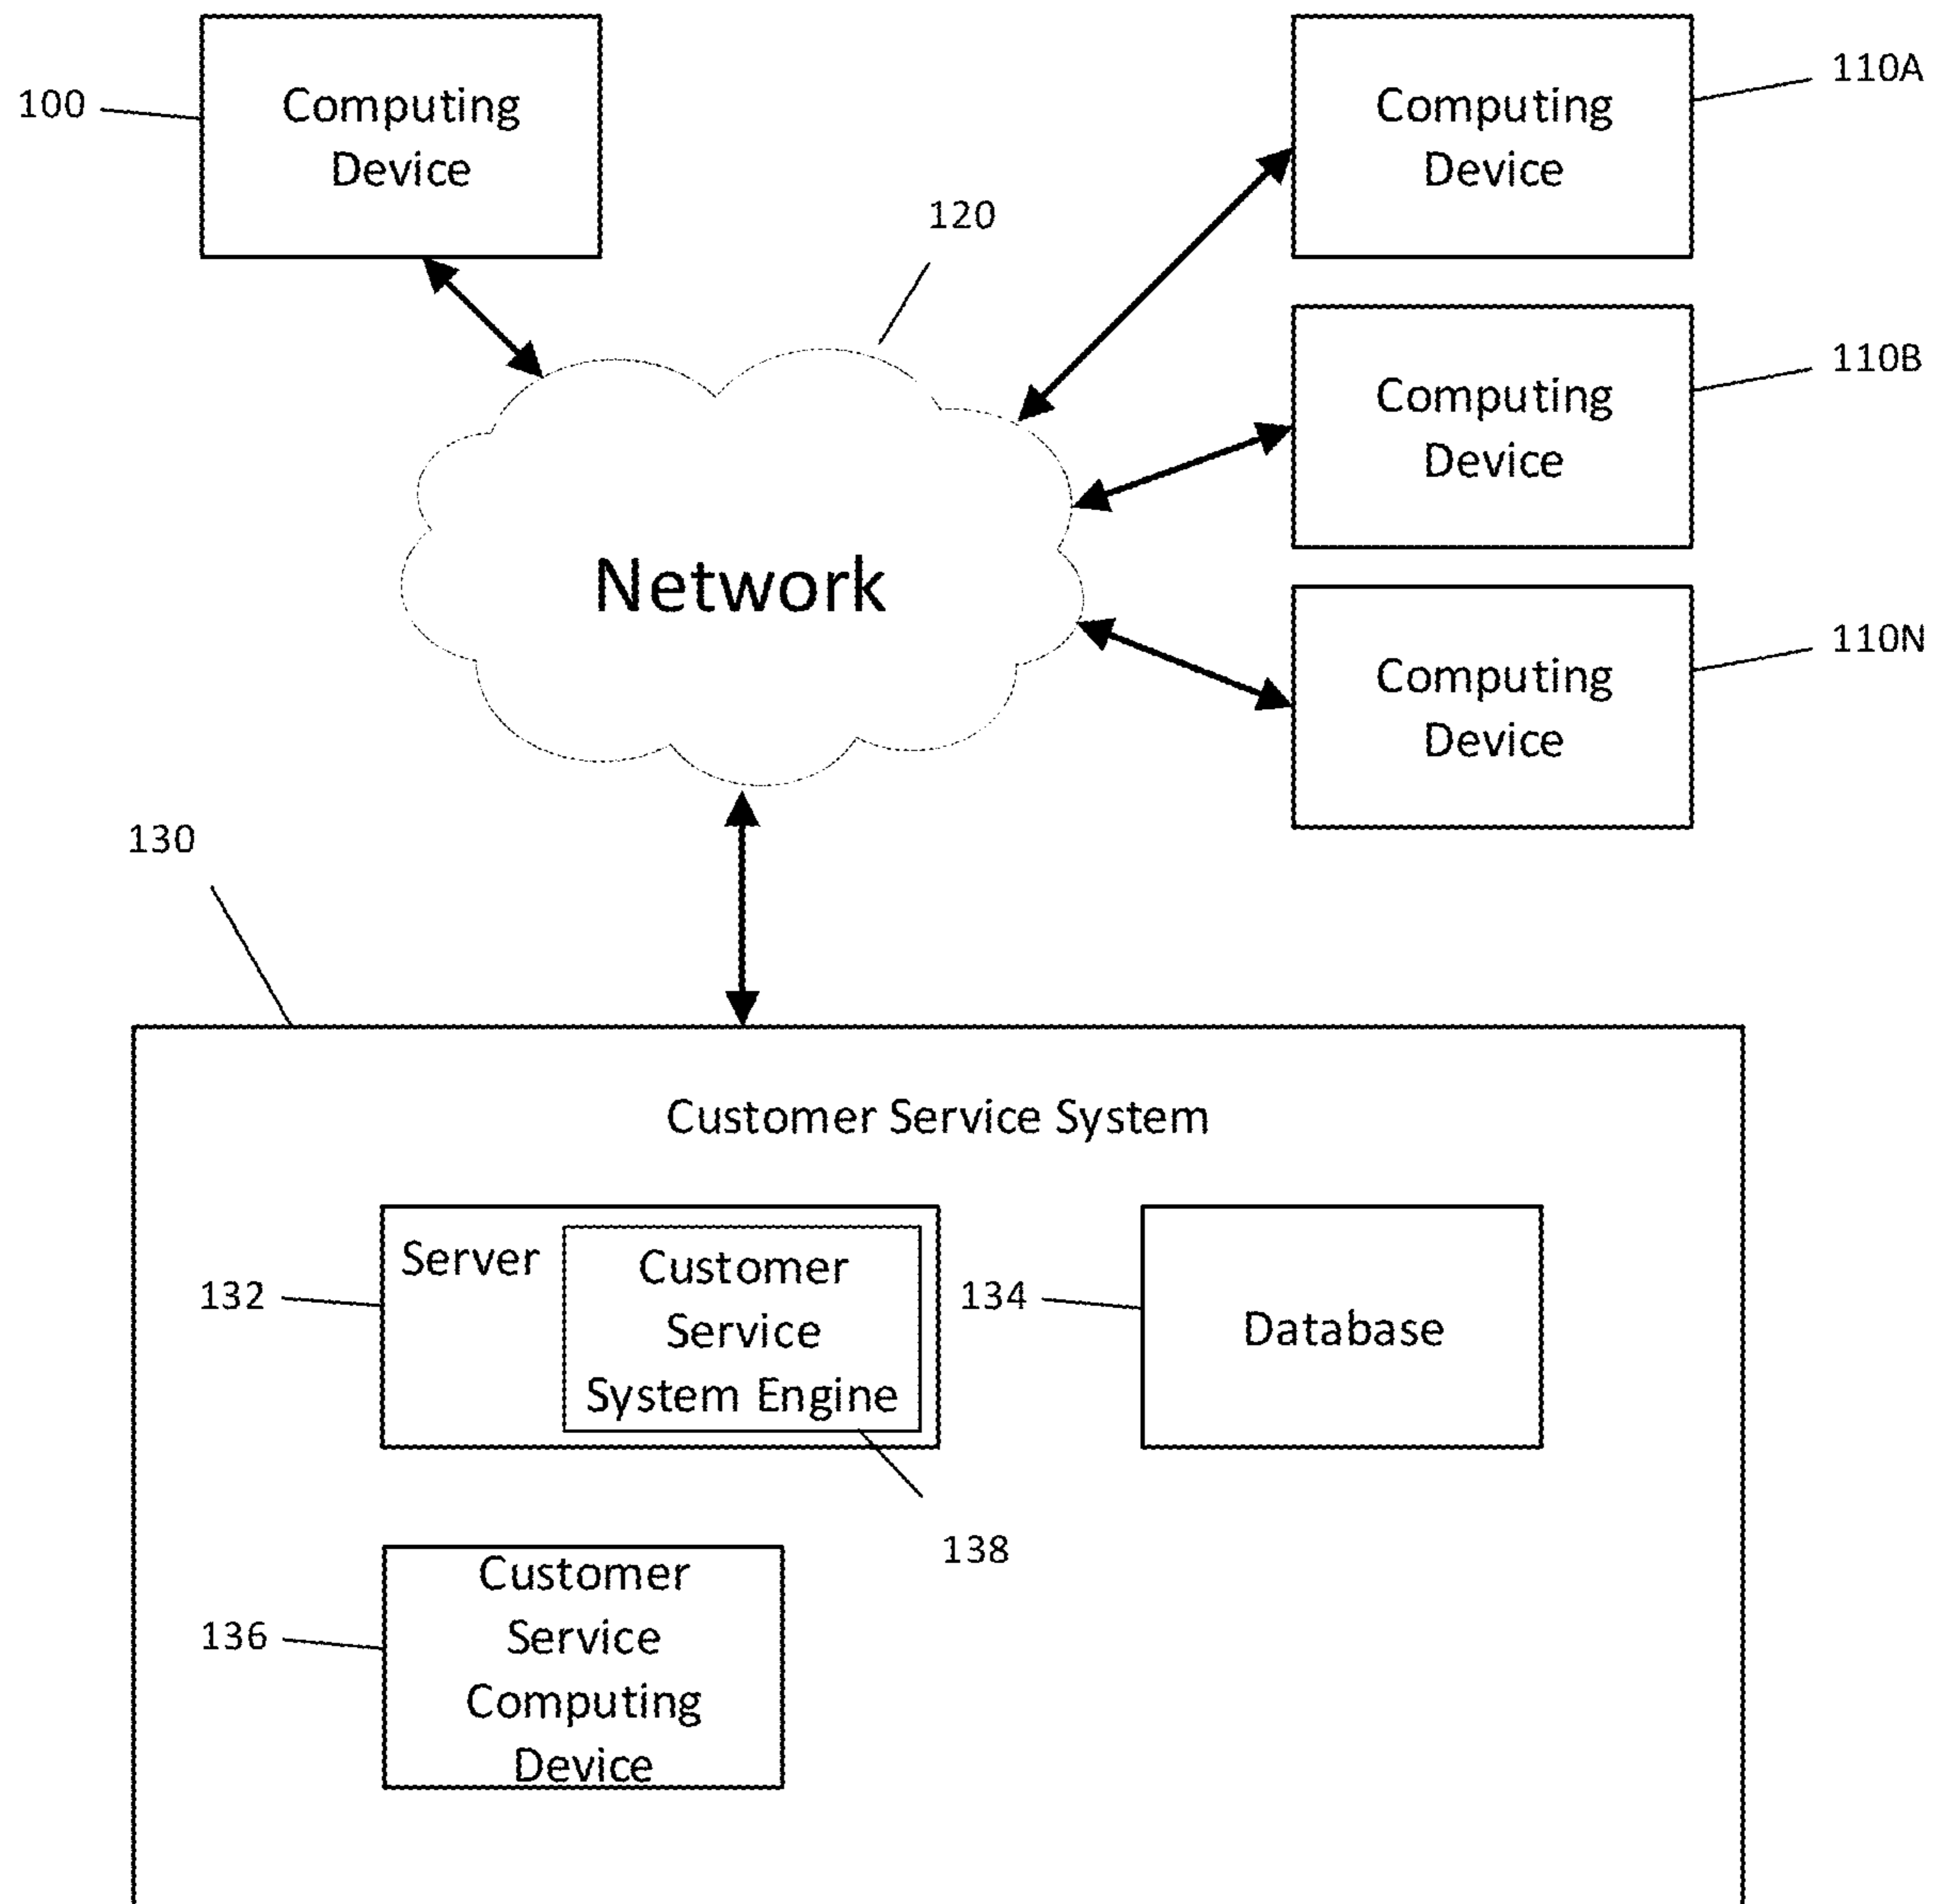 100
Computing
Device
Computing
Device
110A
120
Computing
Device
110B
Network
Computing
Device
110N
130
Customer Service System
132
Server
Customer
Service
System Engine
134
Database
138
136
Customer
Service
Computing
Device